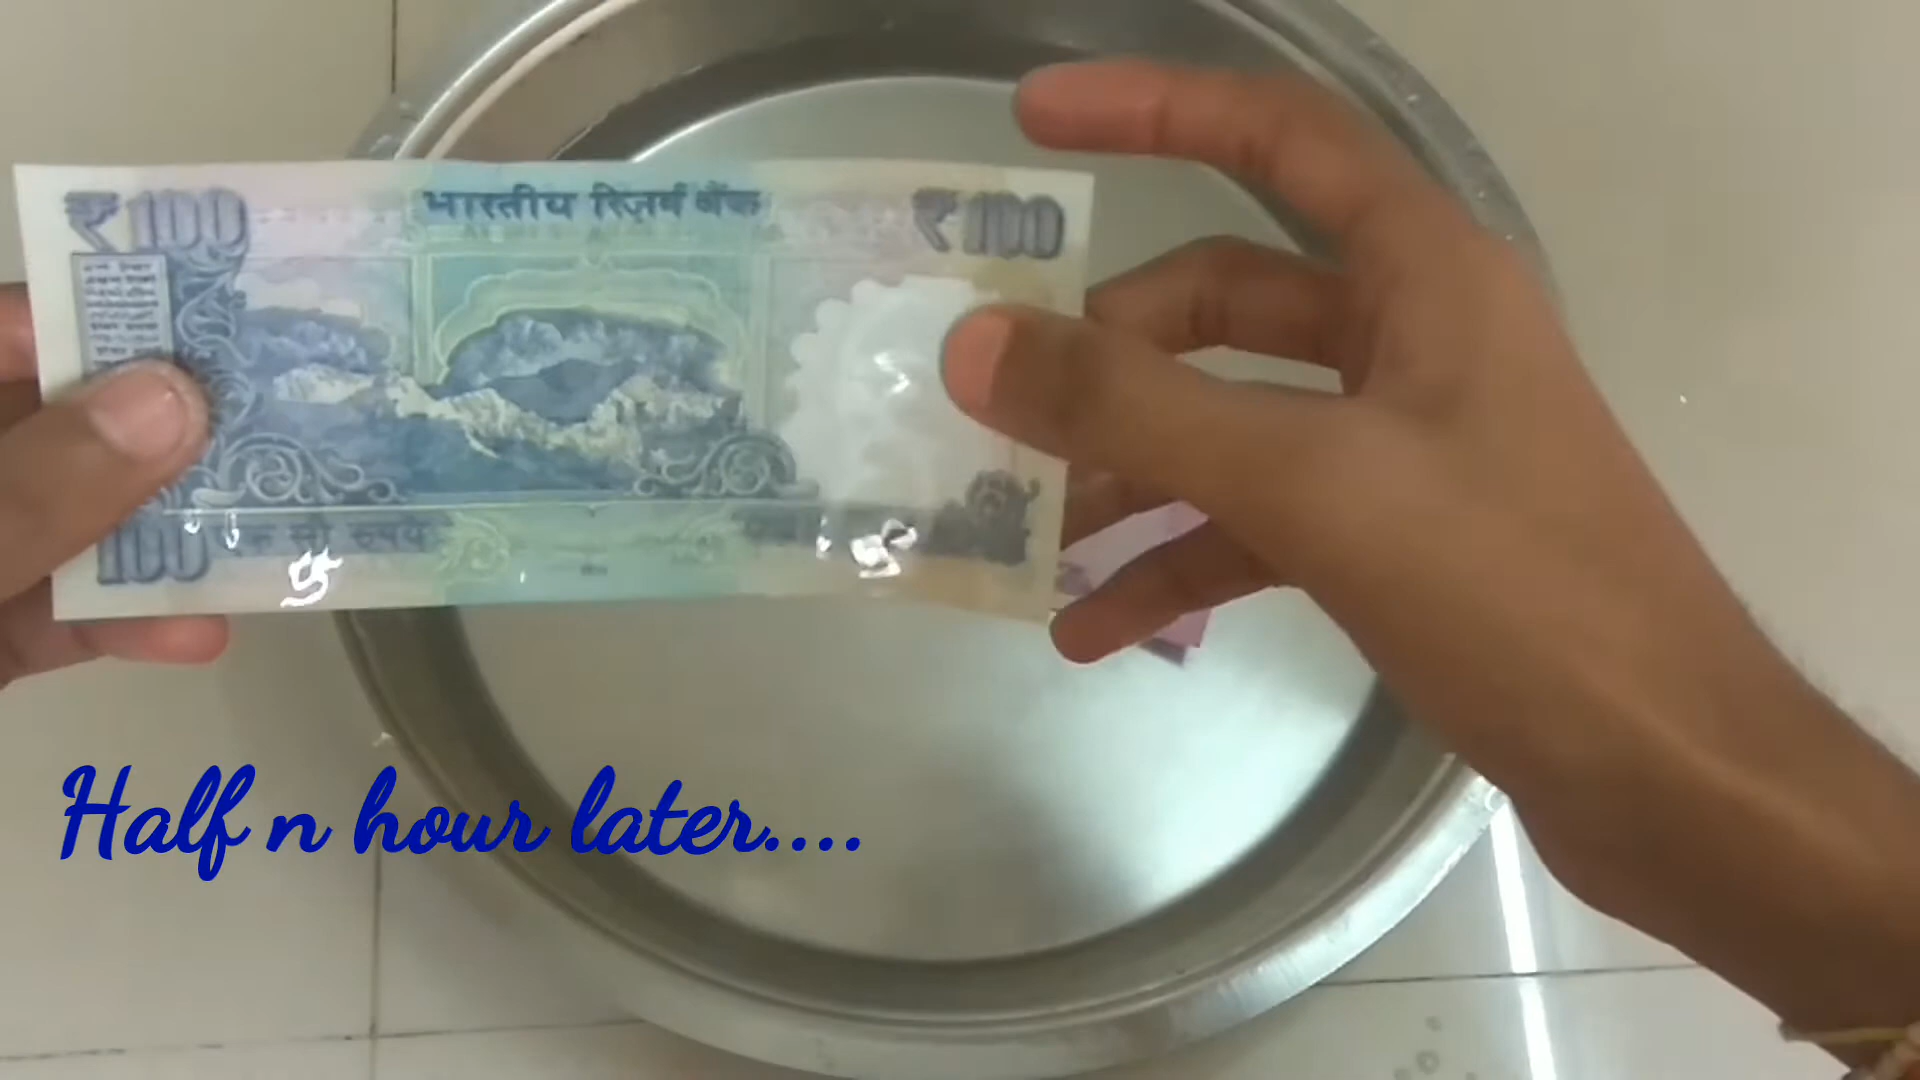 ₹100 भारतीय रिज़र्व बैंक ₹100
100 एक सौ रुपये
Half n hour later....